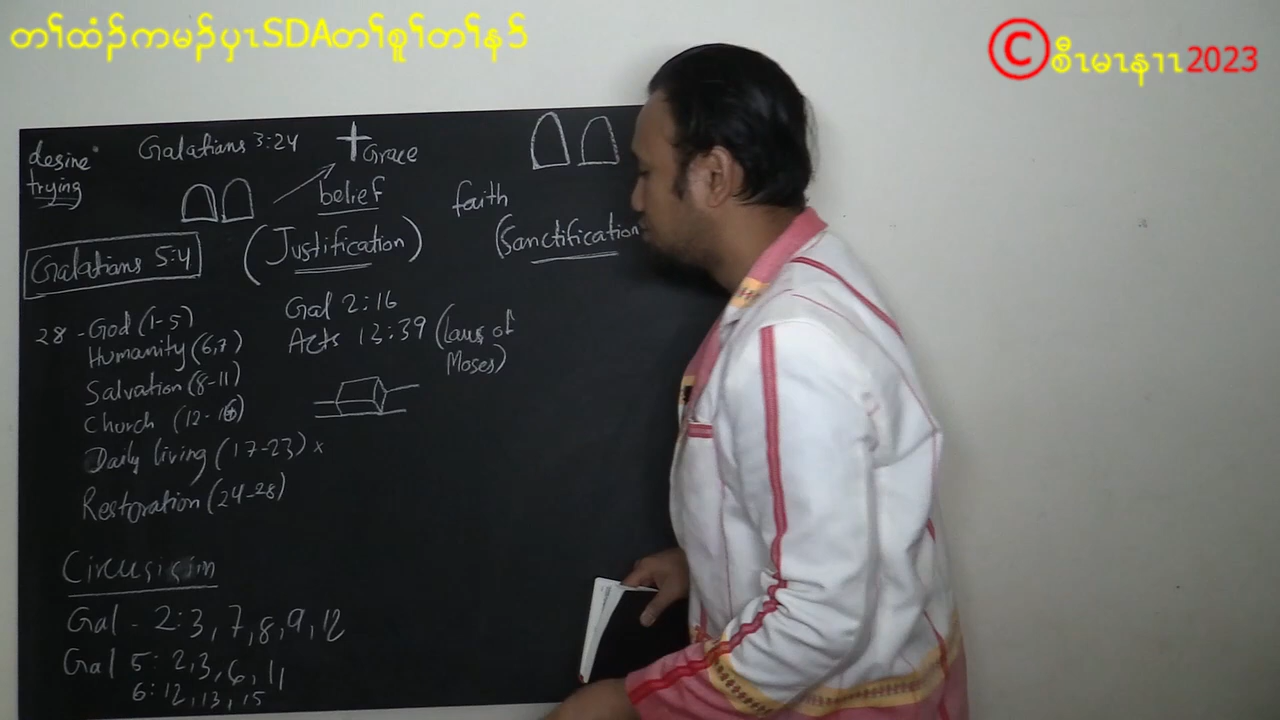 တၢ်ထံၣ်ကမၣ်ပှၤSDAတၢ်စူၢ်တၢ်နာ်
© စီၤမၤနၢၤ2023
desine
trying
Galatians 3:24
Grace
belief
faith
Galatians 5:4
(Justification)
(Sanctification
28 - God (1-5)
Humanity (6,7)
Salvation (8-11)
Church (12-16)
Daily living (17-23) x
Restoration (24-28)
Gal 2:16
Acts 13:39 (Laws of
Moses)
Circusisim
Gal - 2:3, 7, 8, 9, 12
Gal 5: 2,3, 6, 11
6: 12, 13, 15